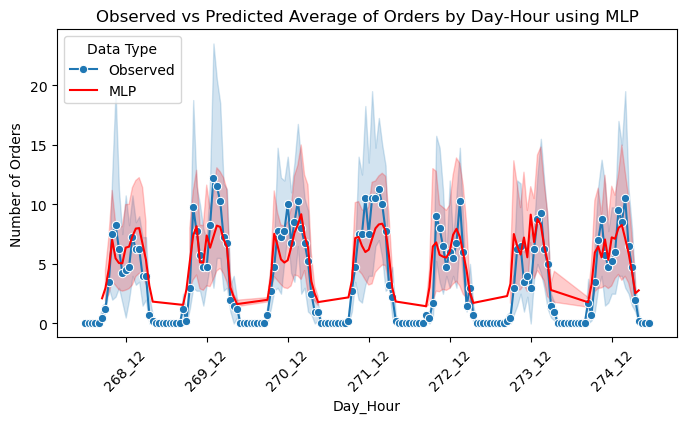 Observed vs Predicted Average of Orders by Day-Hour using MLP
Data Type
Observed
MLP
Number of Orders
20
15
10
5
0
268_12
269_12
270_12
271_12
272_12
273_12
274_12
Day_Hour